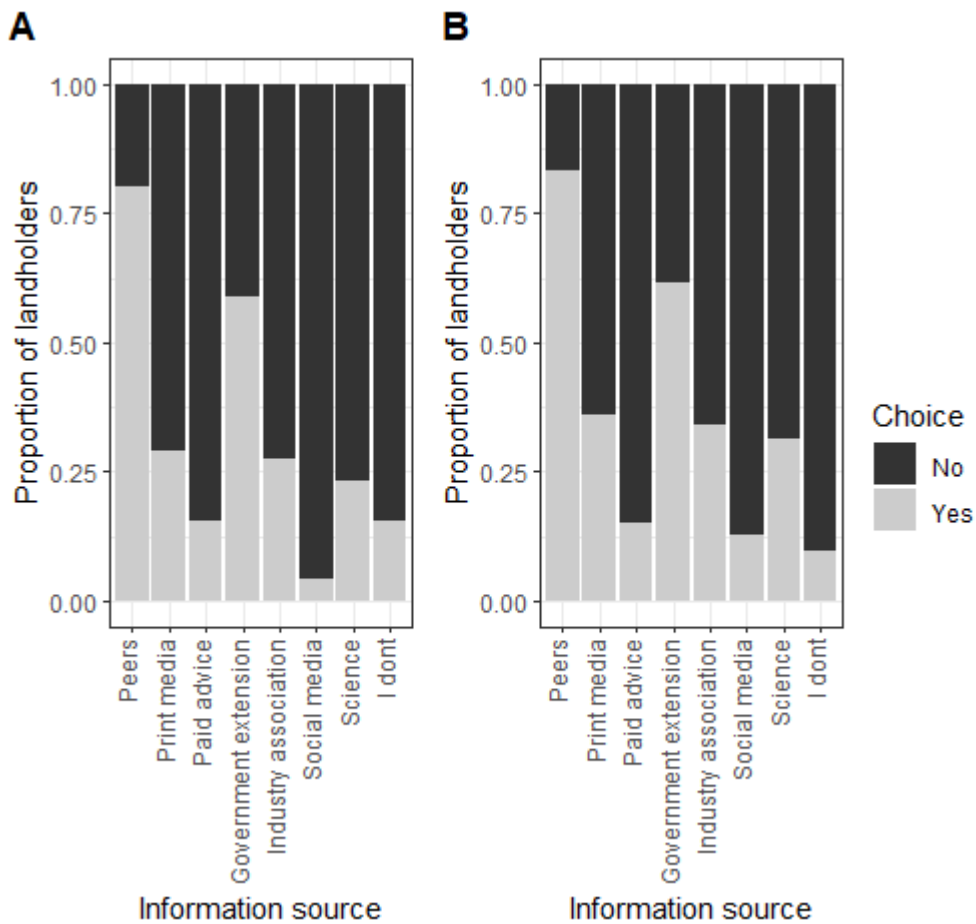 A
Proportion of landholders
1.00
0.75
0.50
0.25
0.00
Peers
Print media
Paid advice
Government extension
Industry association
Social media
Science
I dont
Information source
B
Proportion of landholders
1.00
0.75
0.50
0.25
0.00
Peers
Print media
Paid advice
Government extension
Industry association
Social media
Science
I dont
Information source
Choice
No
Yes